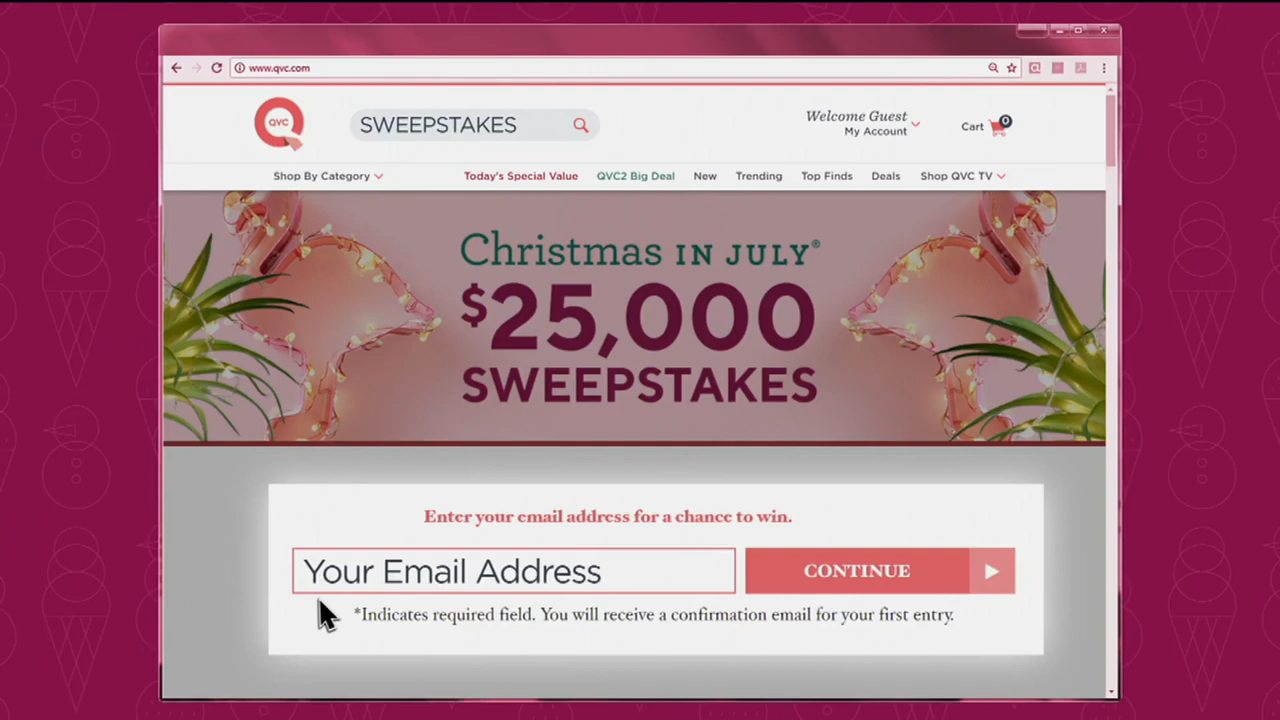 www.qvc.com
QVC
SWEEPSTAKES
Welcome Guest
My Account
Cart 0
Shop By Category
Today's Special Value
QVC2 Big Deal
New
Trending
Top Finds
Deals
Shop QVC TV
Christmas IN JULY®
$25,000
SWEEPSTAKES
Enter your email address for a chance to win.
Your Email Address
CONTINUE
*Indicates required field. You will receive a confirmation email for your first entry.